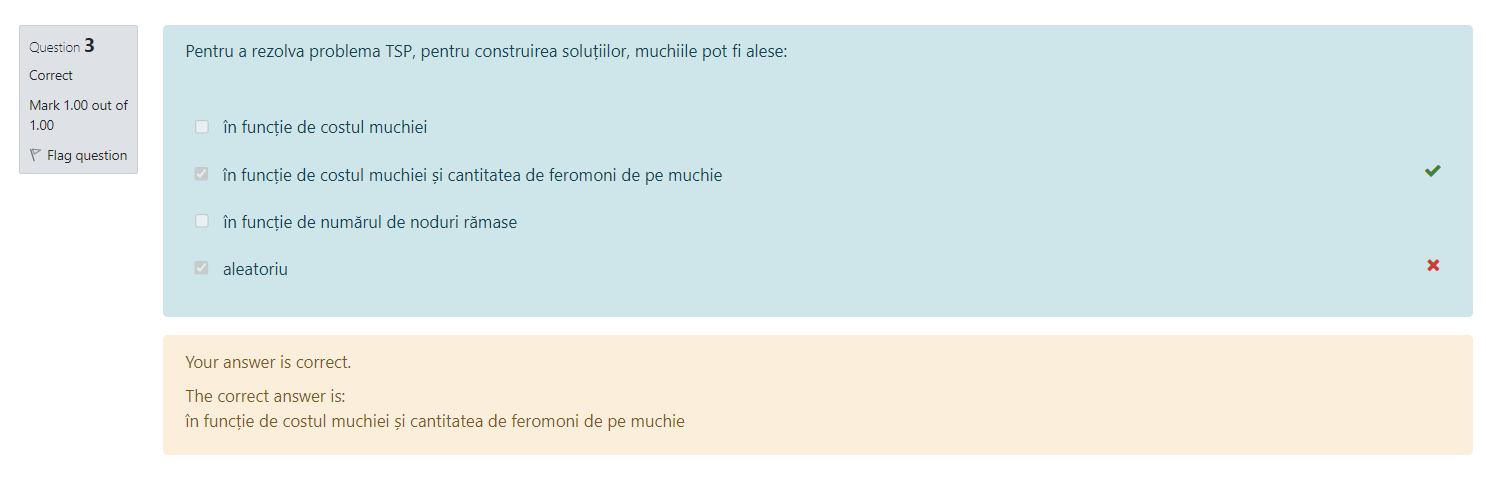 Question 3
Correct
Mark 1.00 out of
1.00
Flag question
Pentru a rezolva problema TSP, pentru construirea soluțiilor, muchiile pot fi alese:
în funcție de costul muchiei
în funcție de costul muchiei și cantitatea de feromoni de pe muchie
în funcție de numărul de noduri rămase
aleatoriu
Your answer is correct.
The correct answer is:
în funcție de costul muchiei și cantitatea de feromoni de pe muchie